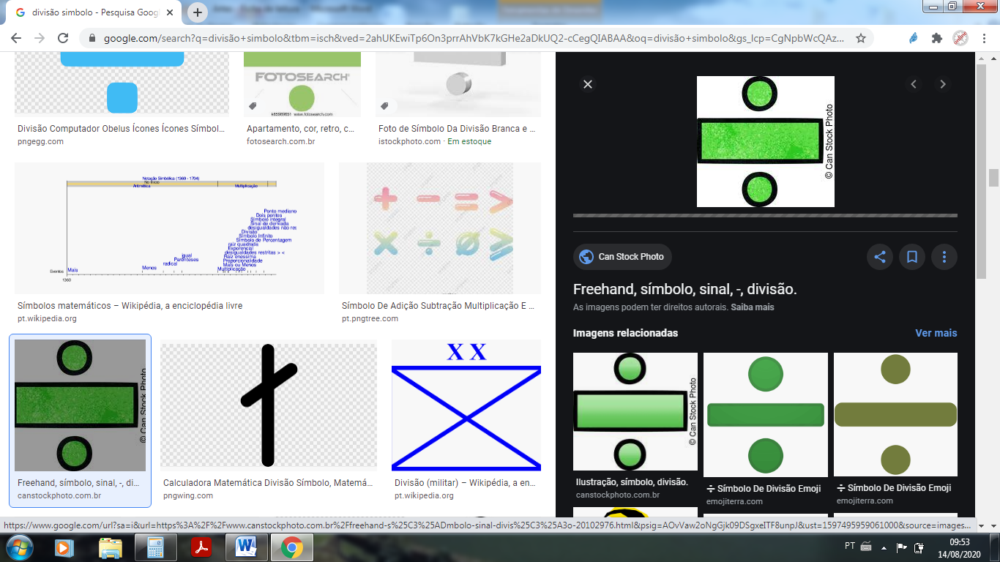 divisão simbolo - Pesquisa Goog
google.com/search?q=divisão+simbolo&tbm=isch&ved=2ahUKEwiTp6On3prrAhVbK7kGHe2aDkUQ2-cCegQIABAA&oq=divisão+simbolo&gs_lcp=CgNpbWcQAz...
FOTOSEARCH
k65969651 www.fotosearch.com
Divisão Computador Obelus Ícones Ícones Símbol...
pngegg.com
Apartamento, cor, retro, c...
fotosearch.com.br
Foto de Símbolo Da Divisão Branca e ...
istockphoto.com · Em estoque
Notação Simbólica (1360 - 1704)
No início
Aritmética
Multiplicação
Ponto mediano
Dois pontos
Símbolo integral
Sinal de derivada
desigualdades não res
Divisão
Símbolo Infinito
Símbolo de Percentagem
raiz quadrada
Exponencial
desigualdades restritas > <
Raiz enéssima
Proporcionalidade
Mais ou Menos
Multiplicação
igual
Parenteses
radical
Menos
Mais
Eventos
1360
Símbolos matemáticos – Wikipédia, a enciclopédia livre
pt.wikipedia.org
+ − = >
× ÷ Ø ≥
Símbolo De Adição Subtração Multiplicação E ...
pt.pngtree.com
© Can Stock Photo
Freehand, símbolo, sinal, -, di...
canstockphoto.com.br
Calculadora Matemática Divisão Símbolo, Matemá...
pngwing.com
X X
Divisão (militar) – Wikipédia, a en...
pt.wikipedia.org
© Can Stock Photo
Can Stock Photo
Freehand, símbolo, sinal, -, divisão.
As imagens podem ter direitos autorais. Saiba mais
Imagens relacionadas
Ver mais
© Can Stock Photo
Ilustração, símbolo, divisão.
canstockphoto.com.br
➗ Símbolo De Divisão Emoji
emojiterra.com
➗ Símbolo De Divisão Emoji
emojiterra.com
https://www.google.com/url?sa=i&url=https%3A%2F%2Fwww.canstockphoto.com.br%2Ffreehand-s%25C3%25ADmbolo-sinal-divis%25C3%25A3o-20102976.html&psig=AOvVaw2oNgGjk09DSgxeITF8unpJ&ust=1597495959061000&source=images...
PT
09:53
14/08/2020